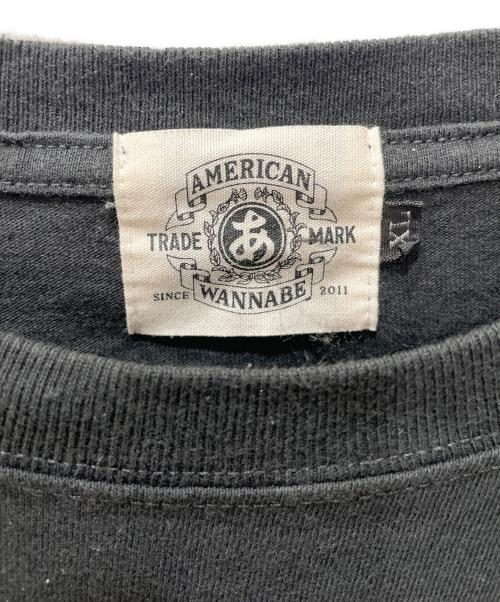 AMERICAN
TRADE あ MARK
SINCE WANNABE 2011
XL